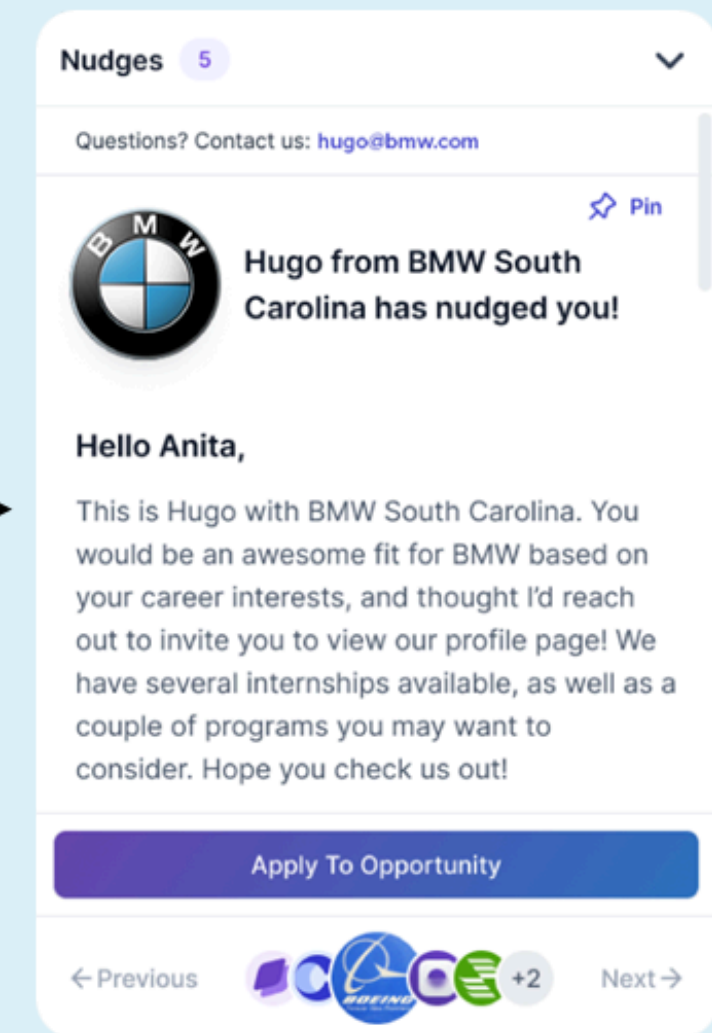 Nudges 5
Questions? Contact us: hugo@bmw.com
Pin
BMW
Hugo from BMW South
Carolina has nudged you!
Hello Anita,
This is Hugo with BMW South Carolina. You
would be an awesome fit for BMW based on
your career interests, and thought I'd reach
out to invite you to view our profile page! We
have several internships available, as well as a
couple of programs you may want to
consider. Hope you check us out!
Apply To Opportunity
←Previous BOEING +2 Next→